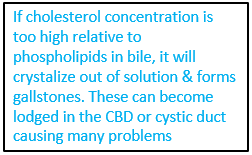 If cholesterol concentration is
too high relative to
phospholipids in bile, it will
crystalize out of solution & forms
gallstones. These can become
lodged in the CBD or cystic duct
causing many problems